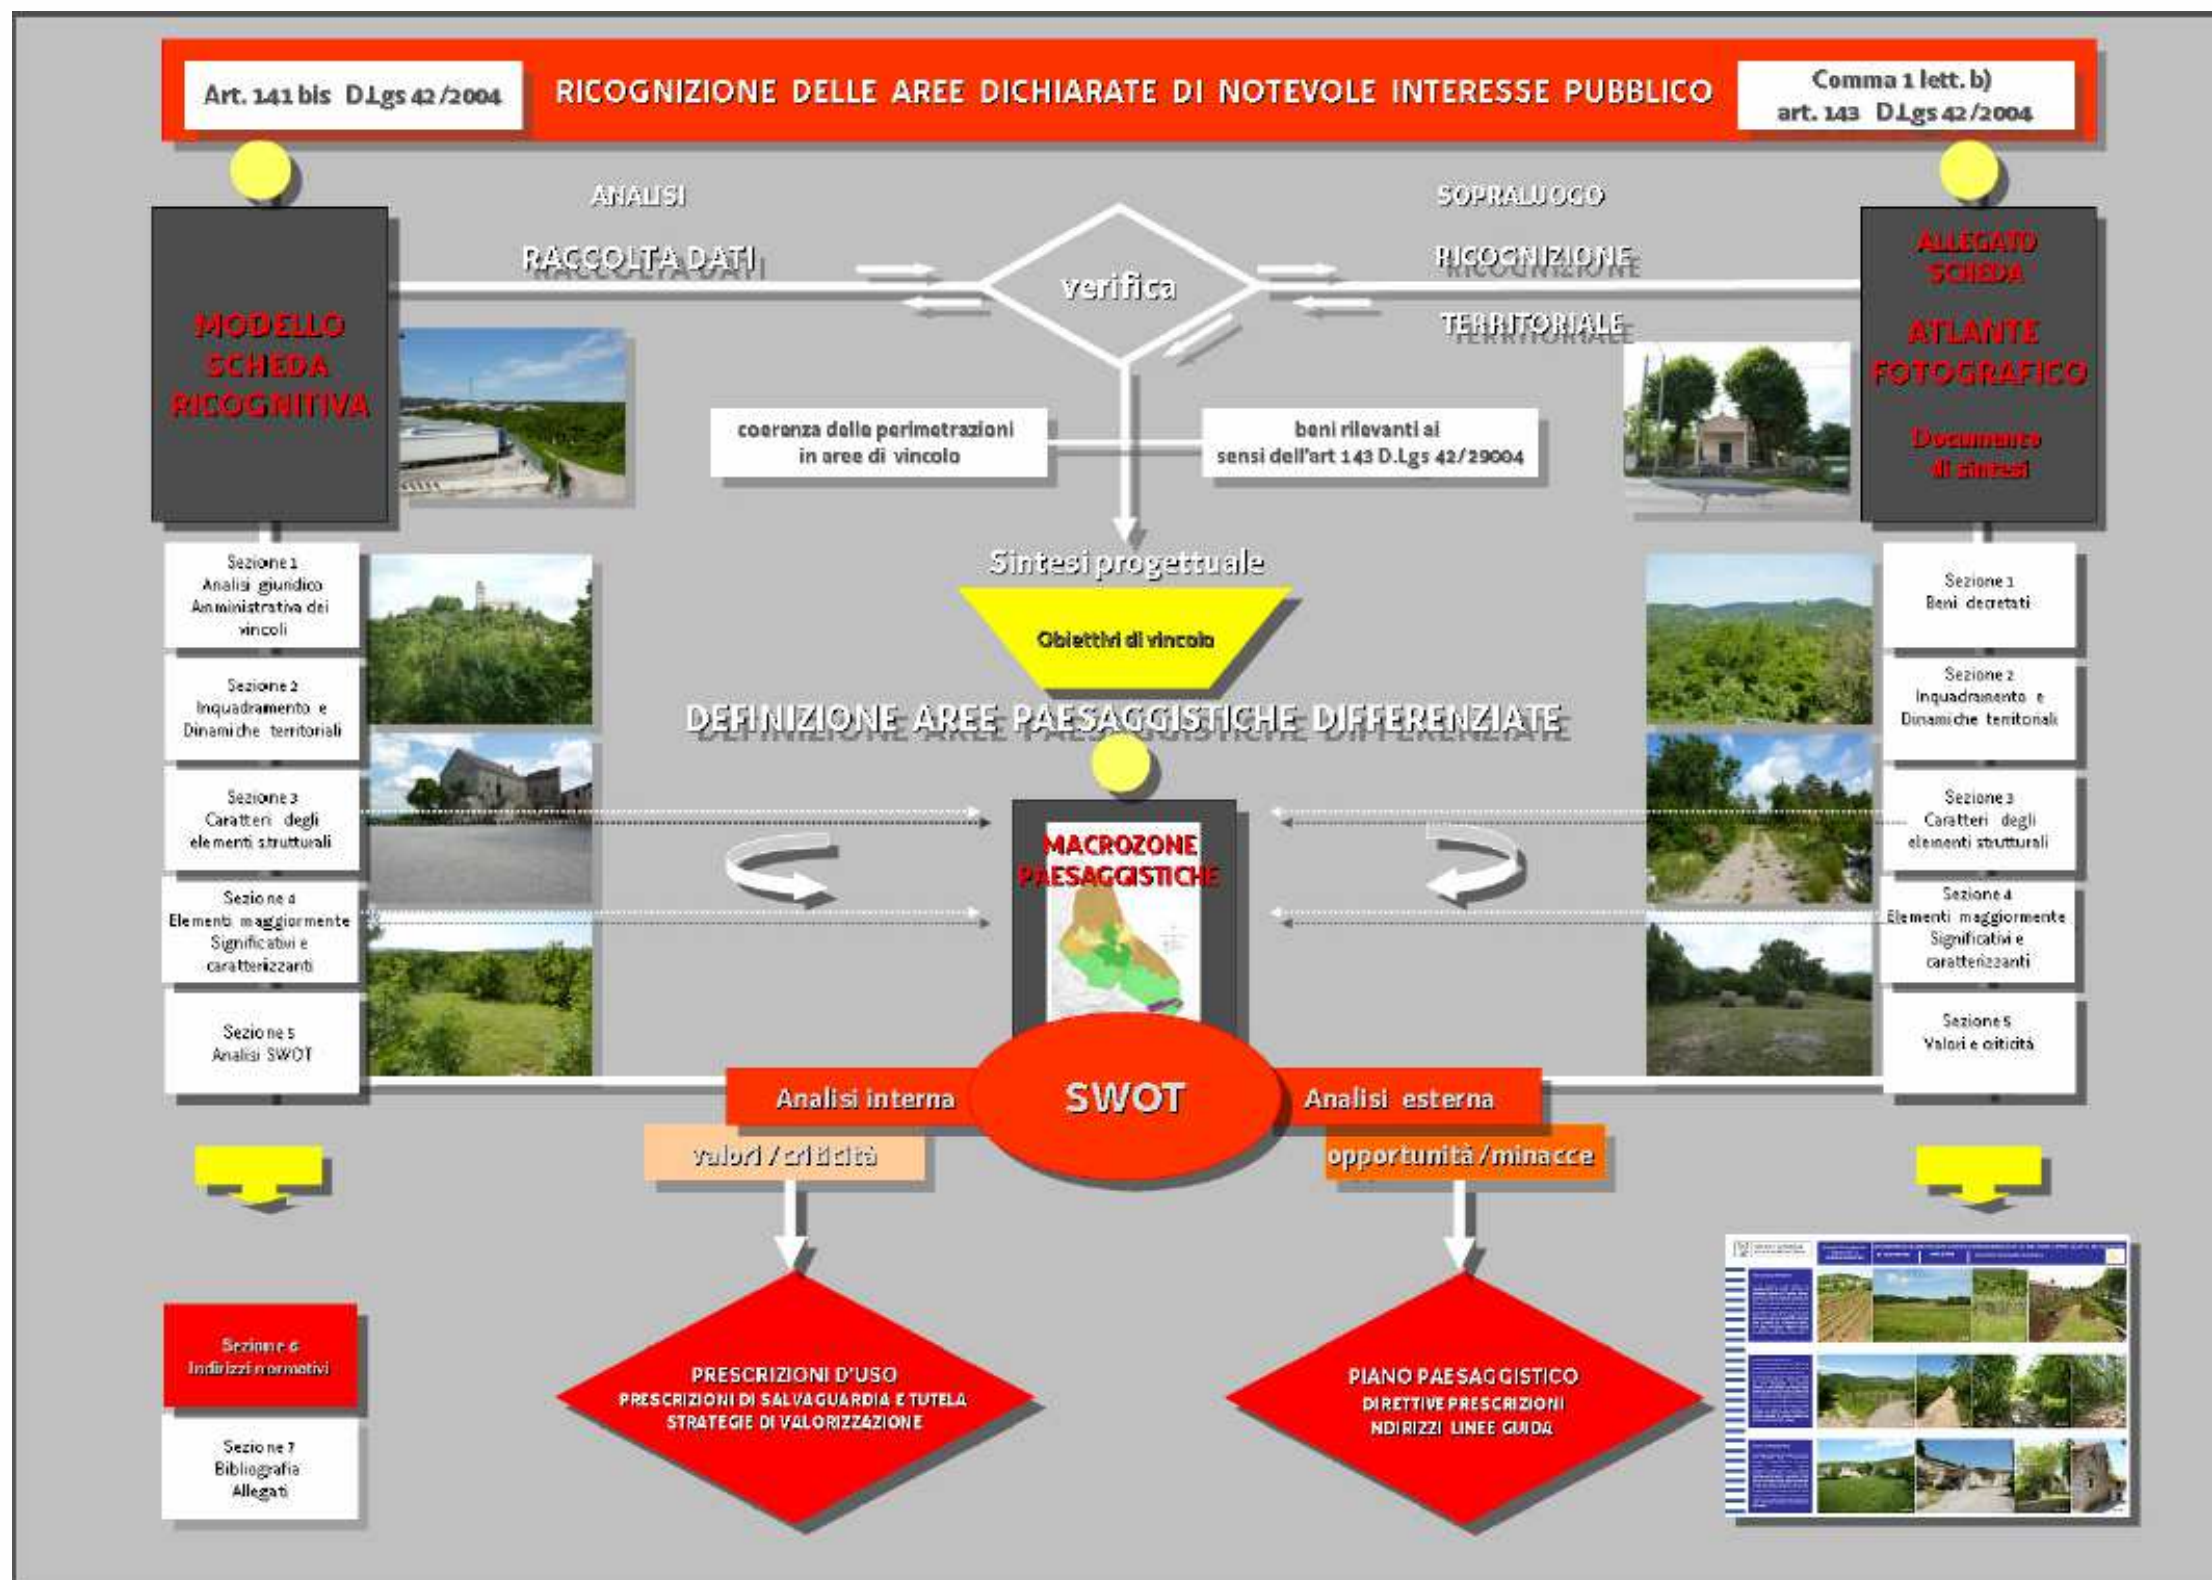 Art. 141 bis D.Lgs 42/2004
RICOGNIZIONE DELLE AREE DICHIARATE DI NOTEVOLE INTERESSE PUBBLICO
Comma 1 lett. b)
art. 143 D.Lgs 42/2004
ANALISI
RACCOLTA DATI
verifica
SOPRALUOGO
RICOGNIZIONE
TERRITORIALE
MODELLO
SCHEDA
RICOGNITIVA
ALLEGATO
SCHEDA
ATLANTE
FOTOGRAFICO
Documento
di sintesi
coerenza delle perimetrazioni
in aree di vincolo
beni rilevanti ai
sensi dell'art 143 D.Lgs 42/29004
Sintesi progettuale
Obiettivi di vincolo
DEFINIZIONE AREE PAESAGGISTICHE DIFFERENZIATE
MACROZONE
PAESAGGISTICHE
Sezione 1
Analisi giuridico
Amministrativa dei
vincoli
Sezione 2
Inquadramento e
Dinamiche territoriali
Sezione 3
Caratteri degli
elementi strutturali
Sezione 4
Elementi maggiormente
Significativi e
caratterizzanti
Sezione 5
Analisi SWOT
Sezione 1
Beni decretati
Sezione 2
Inquadramento e
Dinamiche territoriali
Sezione 3
Caratteri degli
elementi strutturali
Sezione 4
Elementi maggiormente
Significativi e
caratterizzanti
Sezione 5
Valori e criticità
Analisi interna
SWOT
Analisi esterna
valori / criticità
opportunità / minacce
Sezione 6
Indirizzi normativi
Sezione 7
Bibliografia
Allegati
PRESCRIZIONI D'USO
PRESCRIZIONI DI SALVAGUARDIA E TUTELA
STRATEGIE DI VALORIZZAZIONE
PIANO PAESAGGISTICO
DIRETTIVE PRESCRIZIONI
NDIRIZZI LINEE GUIDA